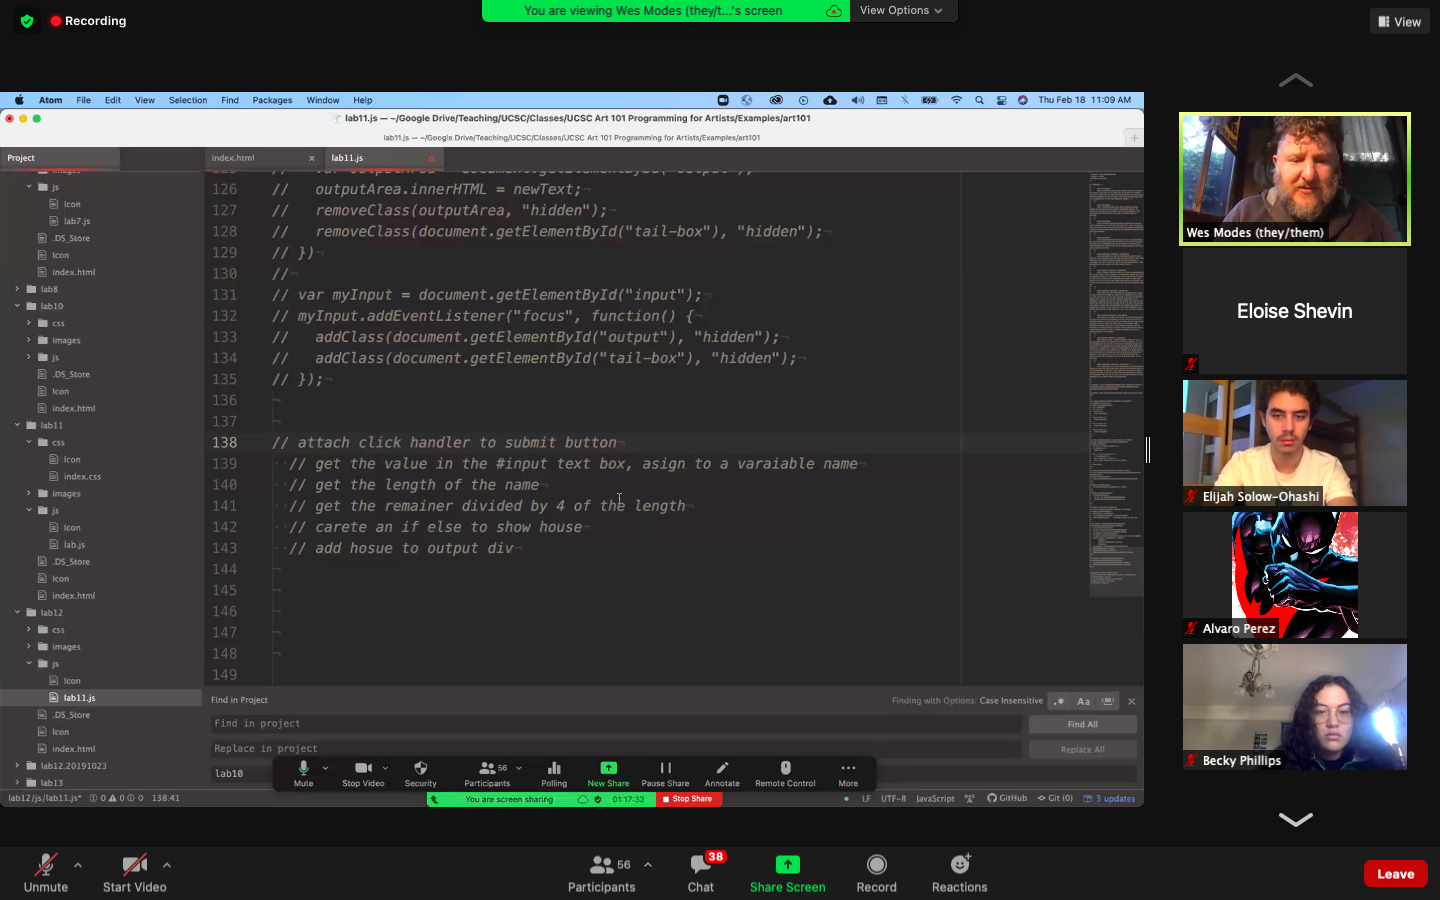 Recording
You are viewing Wes Modes (they/t...'s screen
View Options
View
Atom File Edit View Selection Find Packages Window Help
Thu Feb 18 11:09 AM
lab11.js — ~/Google Drive/Teaching/UCSC/Classes/UCSC Art 101 Programming for Artists/Examples/art101
lab11.js — ~/Google Drive/Teaching/UCSC/Classes/UCSC Art 101 Programming for Artists/Examples/art101
Project
index.html
lab11.js
images
js
Icon
lab7.js
.DS_Store
Icon
index.html
lab8
lab10
css
images
js
.DS_Store
Icon
index.html
lab11
css
Icon
index.css
images
js
Icon
lab.js
.DS_Store
Icon
index.html
lab12
css
images
js
Icon
lab11.js
.DS_Store
Icon
index.html
lab12.20191023
lab13
126 // outputArea.innerHTML = newText;
127 // removeClass(outputArea, "hidden");
128 // removeClass(document.getElementById("tail-box"), "hidden");
129 // })
130 //
131 // var myInput = document.getElementById("input");
132 // myInput.addEventListener("focus", function() {
133 // addClass(document.getElementById("output"), "hidden");
134 // addClass(document.getElementById("tail-box"), "hidden");
135 // });
136
137
138 // attach click handler to submit button
139 // get the value in the #input text box, asign to a varaiable name
140 // get the length of the name
141 // get the remainer divided by 4 of the length
142 // carete an if else to show house
143 // add hosue to output div
144
145
146
147
148
149
Find in Project
Finding with Options: Case Insensitive
.* Aa
Find in project
Find All
Replace in project
Replace All
lab10
Mute Stop Video Security Participants 56 Polling New Share Pause Share Annotate Remote Control More
You are screen sharing 01:17:32 Stop Share
lab12/js/lab11.js* 0 0 0 138:41
LF UTF-8 JavaScript GitHub Git (0) 3 updates
Wes Modes (they/them)
Eloise Shevin
Elijah Solow-Ohashi
Alvaro Perez
Becky Phillips
Unmute
Start Video
Participants 56
Chat 38
Share Screen
Record
Reactions
Leave